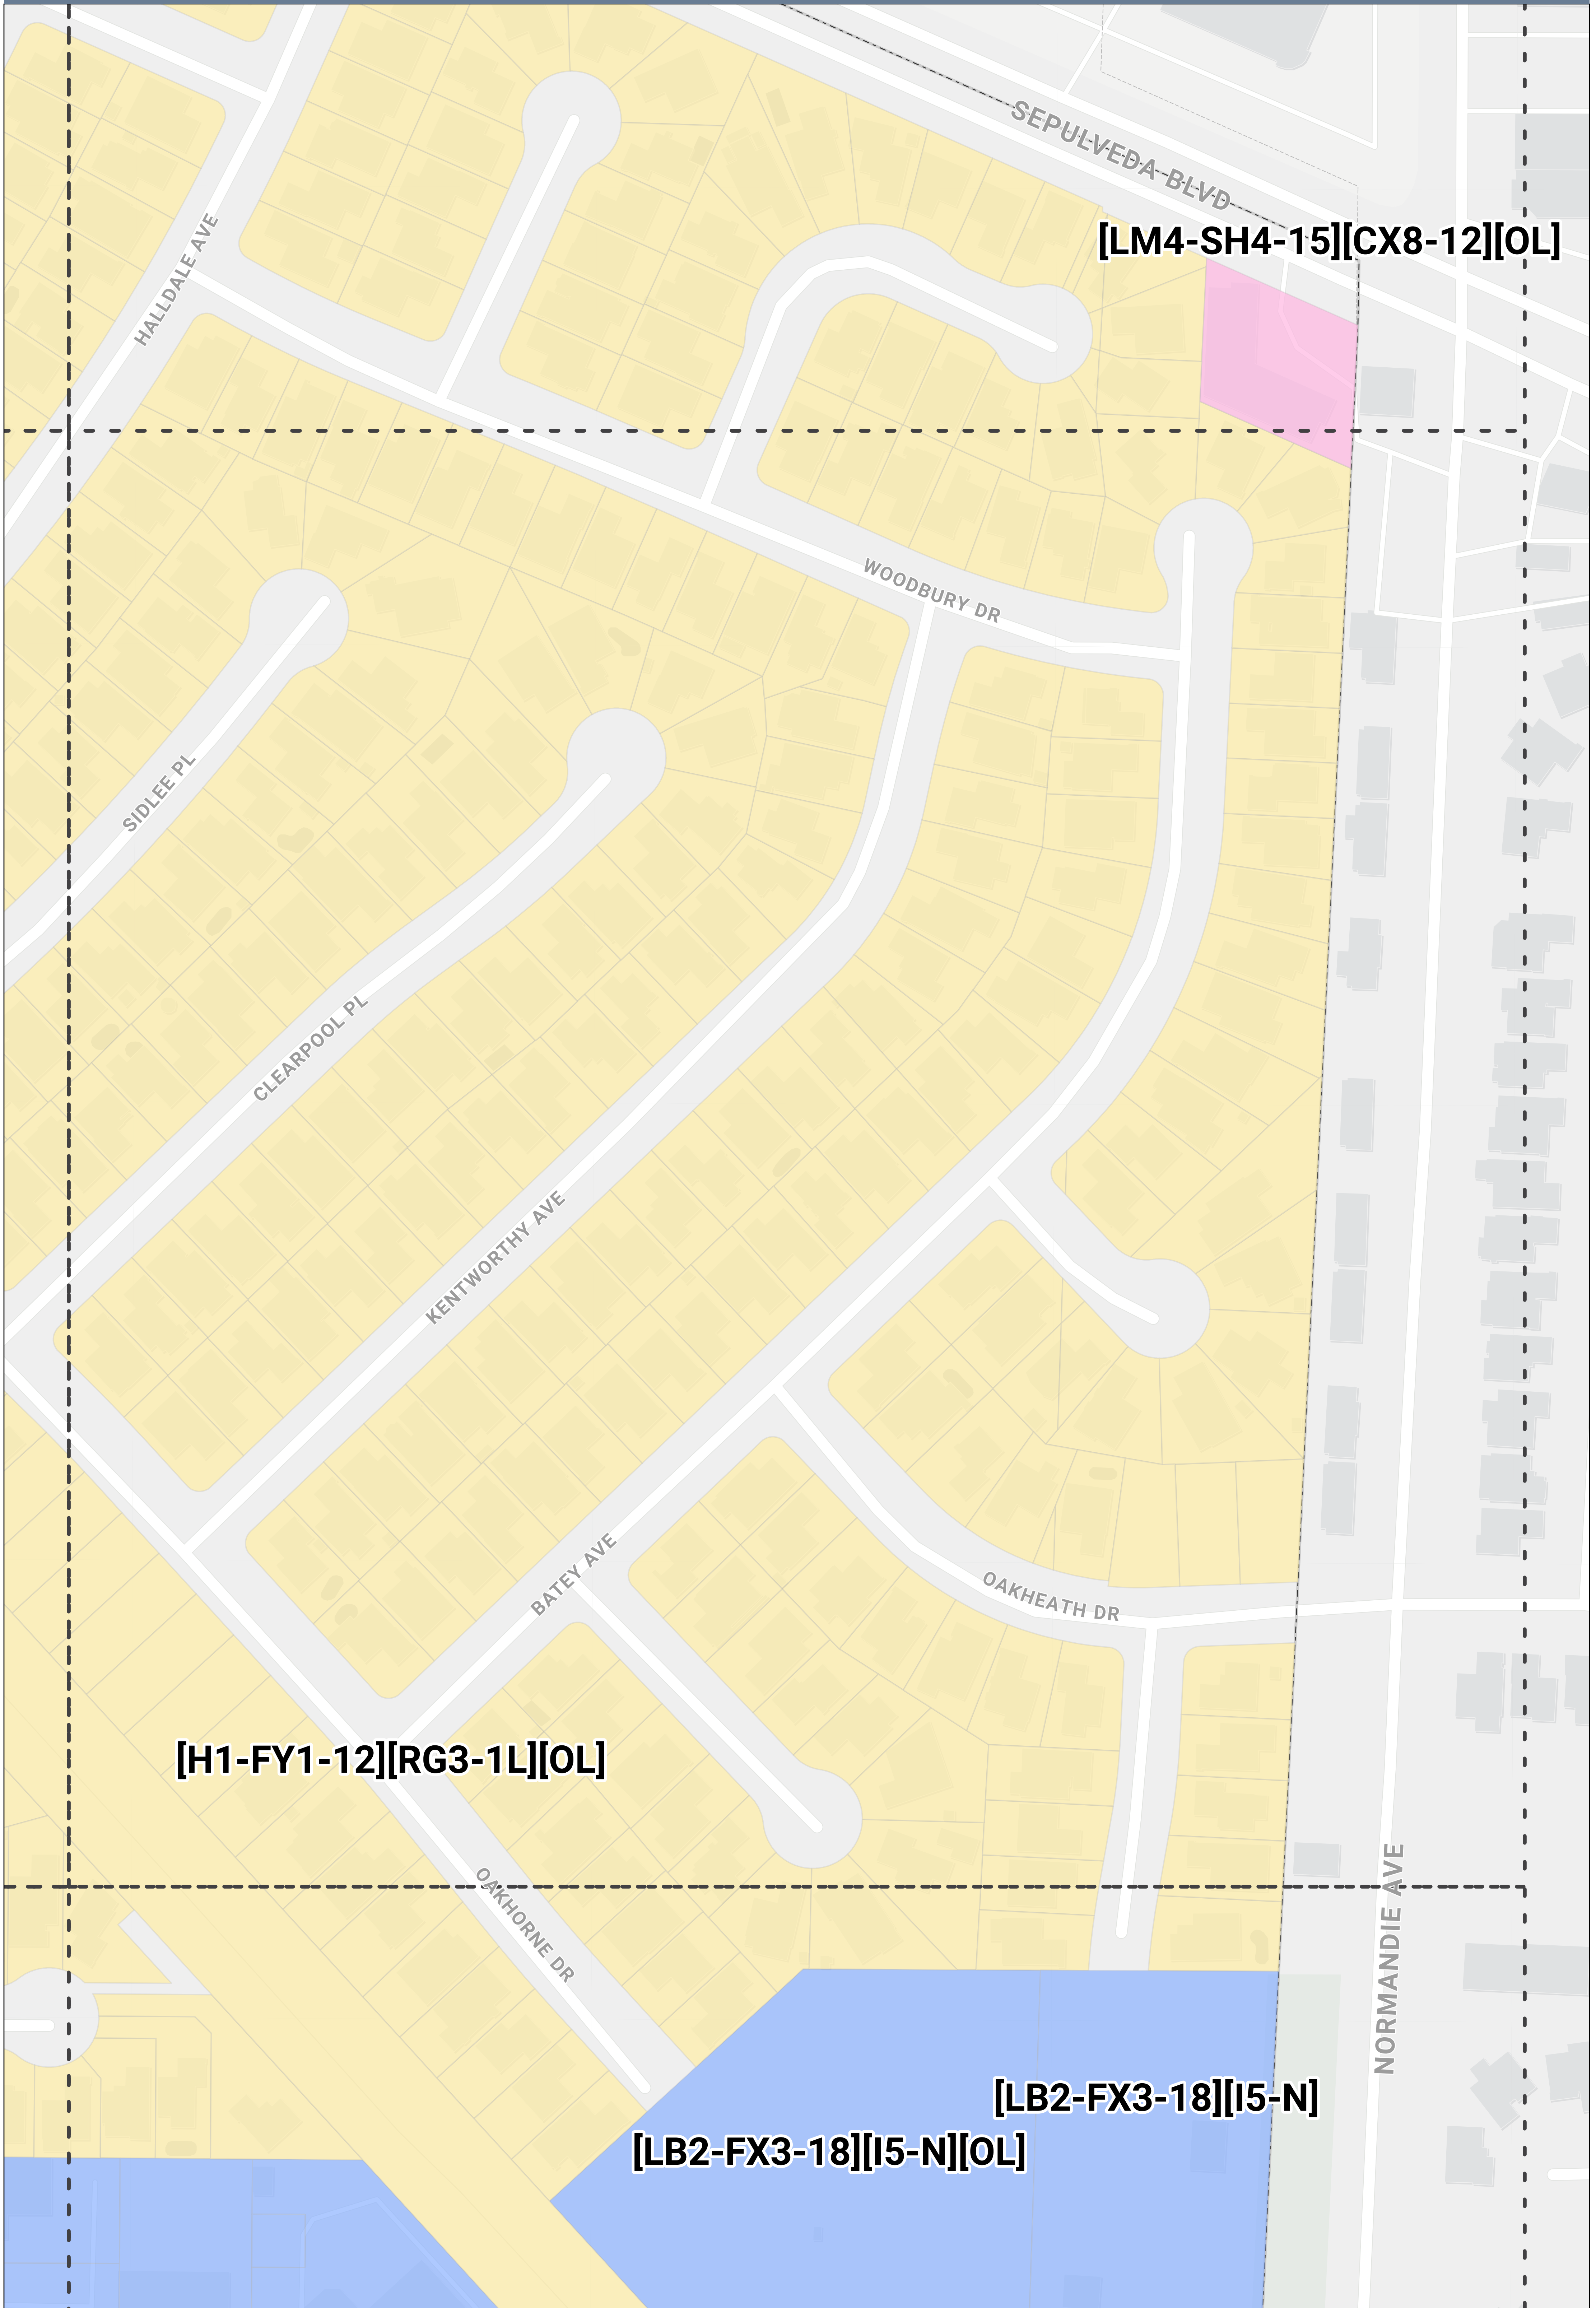 SEPULVEDA BLVD
HALLDALE AVE
[LM4-SH4-15][CX8-12][OL]
WOODBURY DR
SIDLEE PL
CLEARPOOL PL
KENTWORTHY AVE
BATEY AVE
OAKHEATH DR
[H1-FY1-12][RG3-1L][OL]
OAKHORNE DR
NORMANDIE AVE
[LB2-FX3-18][I5-N]
[LB2-FX3-18][I5-N][OL]